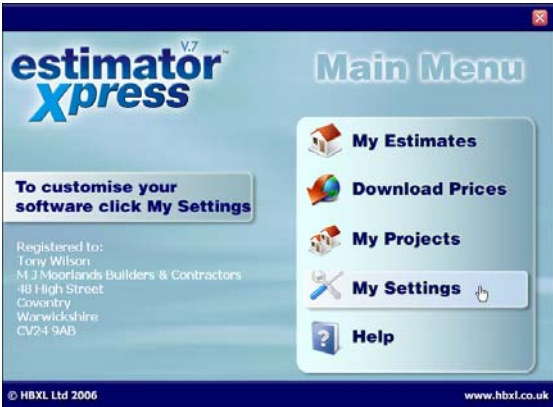 estimator V.7 ™
Xpress
Main Menu
My Estimates
Download Prices
My Projects
My Settings
Help
To customise your
software click My Settings
Registered to:
Tony Wilson
M J Moorlands Builders & Contractors
48 High Street
Coventry
Warwickshire
CV24 9AB
© HBXL Ltd 2006
www.hbxl.co.uk